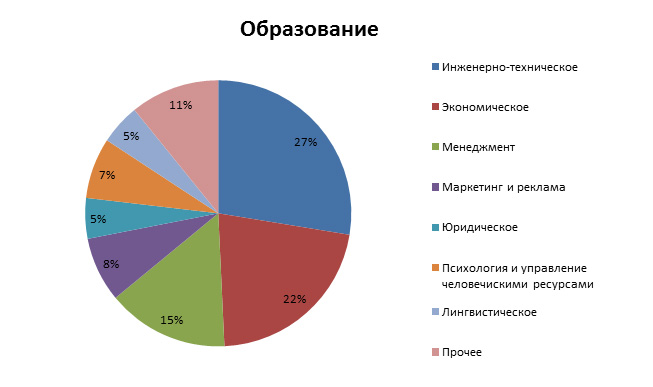 Образование
Инженерно-техническое
Экономическое
Менеджмент
Маркетинг и реклама
Юридическое
Психология и управление
человечискими ресурсами
Лингвистическое
Прочее
27%
22%
15%
8%
5%
7%
5%
11%